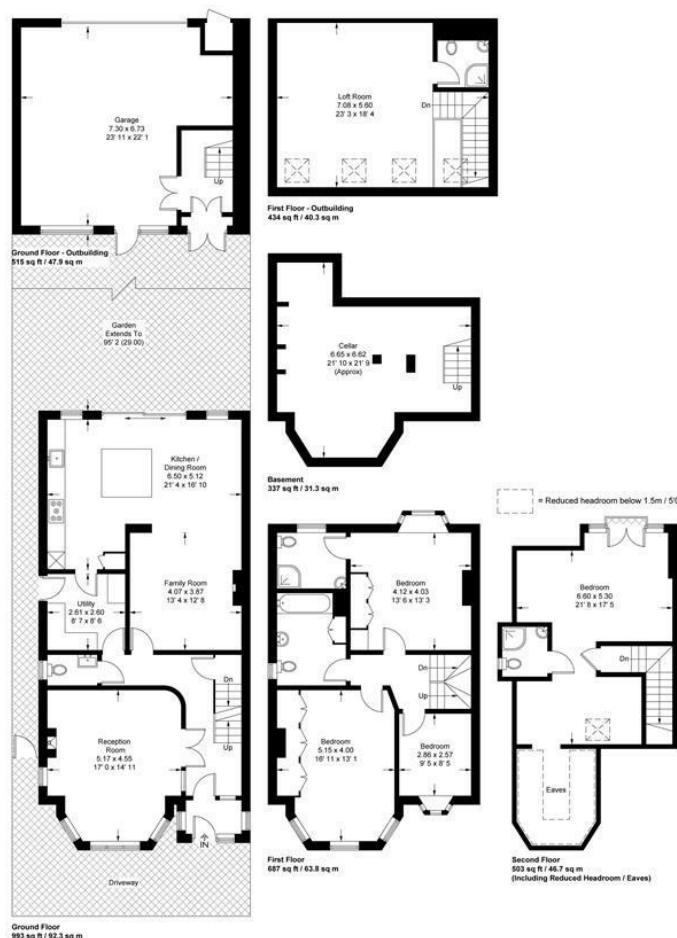 Garage
7.30 x 6.73
23' 11 x 22' 1
Up
Ground Floor - Outbuilding
515 sq ft / 47.9 sq m
Loft Room
7.08 x 5.60
23' 3 x 18' 4
Dn
First Floor - Outbuilding
434 sq ft / 40.3 sq m
Garden
Extends To
95' 2 (29.00)
Cellar
6.65 x 6.62
21' 10 x 21' 9
(Approx)
Up
Basement
337 sq ft / 31.3 sq m
Kitchen /
Dining Room
6.50 x 5.12
21' 4 x 16' 10
Family Room
4.07 x 3.87
13' 4 x 12' 8
Utility
2.61 x 2.60
8' 7 x 8' 6
Dn
Up
Reception
Room
5.17 x 4.55
17' 0 x 14' 11
IN
Driveway
Ground Floor
993 sq ft / 92.3 sq m
Bedroom
4.12 x 4.03
13' 6 x 13' 3
Dn
Up
Bedroom
5.15 x 4.00
16' 11 x 13' 1
Bedroom
2.86 x 2.57
9' 5 x 8' 5
First Floor
687 sq ft / 63.8 sq m
= Reduced headroom below 1.5m / 5'0
Bedroom
6.60 x 5.30
21' 8 x 17' 5
Dn
Eaves
Second Floor
503 sq ft / 46.7 sq m
(Including Reduced Headroom / Eaves)